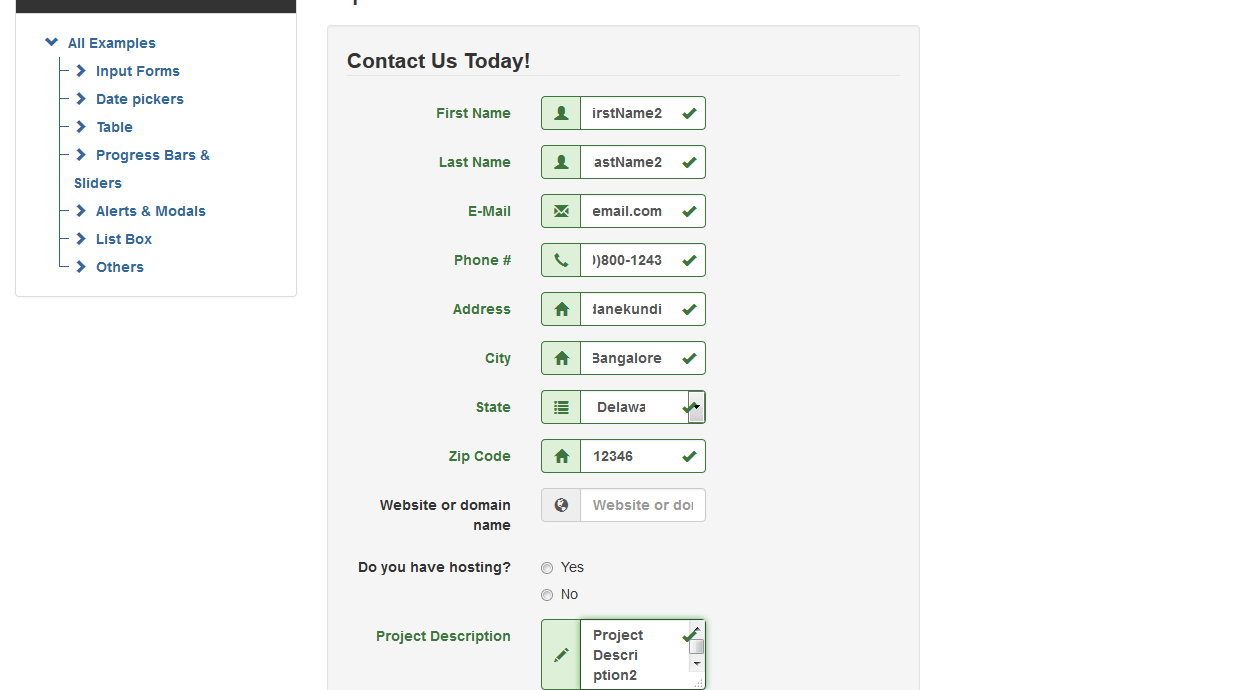 All Examples
Input Forms
Date pickers
Table
Progress Bars &
Sliders
Alerts & Modals
List Box
Others
Contact Us Today!
First Name
irstName2
Last Name
astName2
E-Mail
email.com
Phone #
)800-1243
Address
danekundi
City
Bangalore
State
Delawa
Zip Code
12346
Website or domain
name
Website or do
Do you have hosting?
Yes
No
Project Description
Project
Descri
ption2